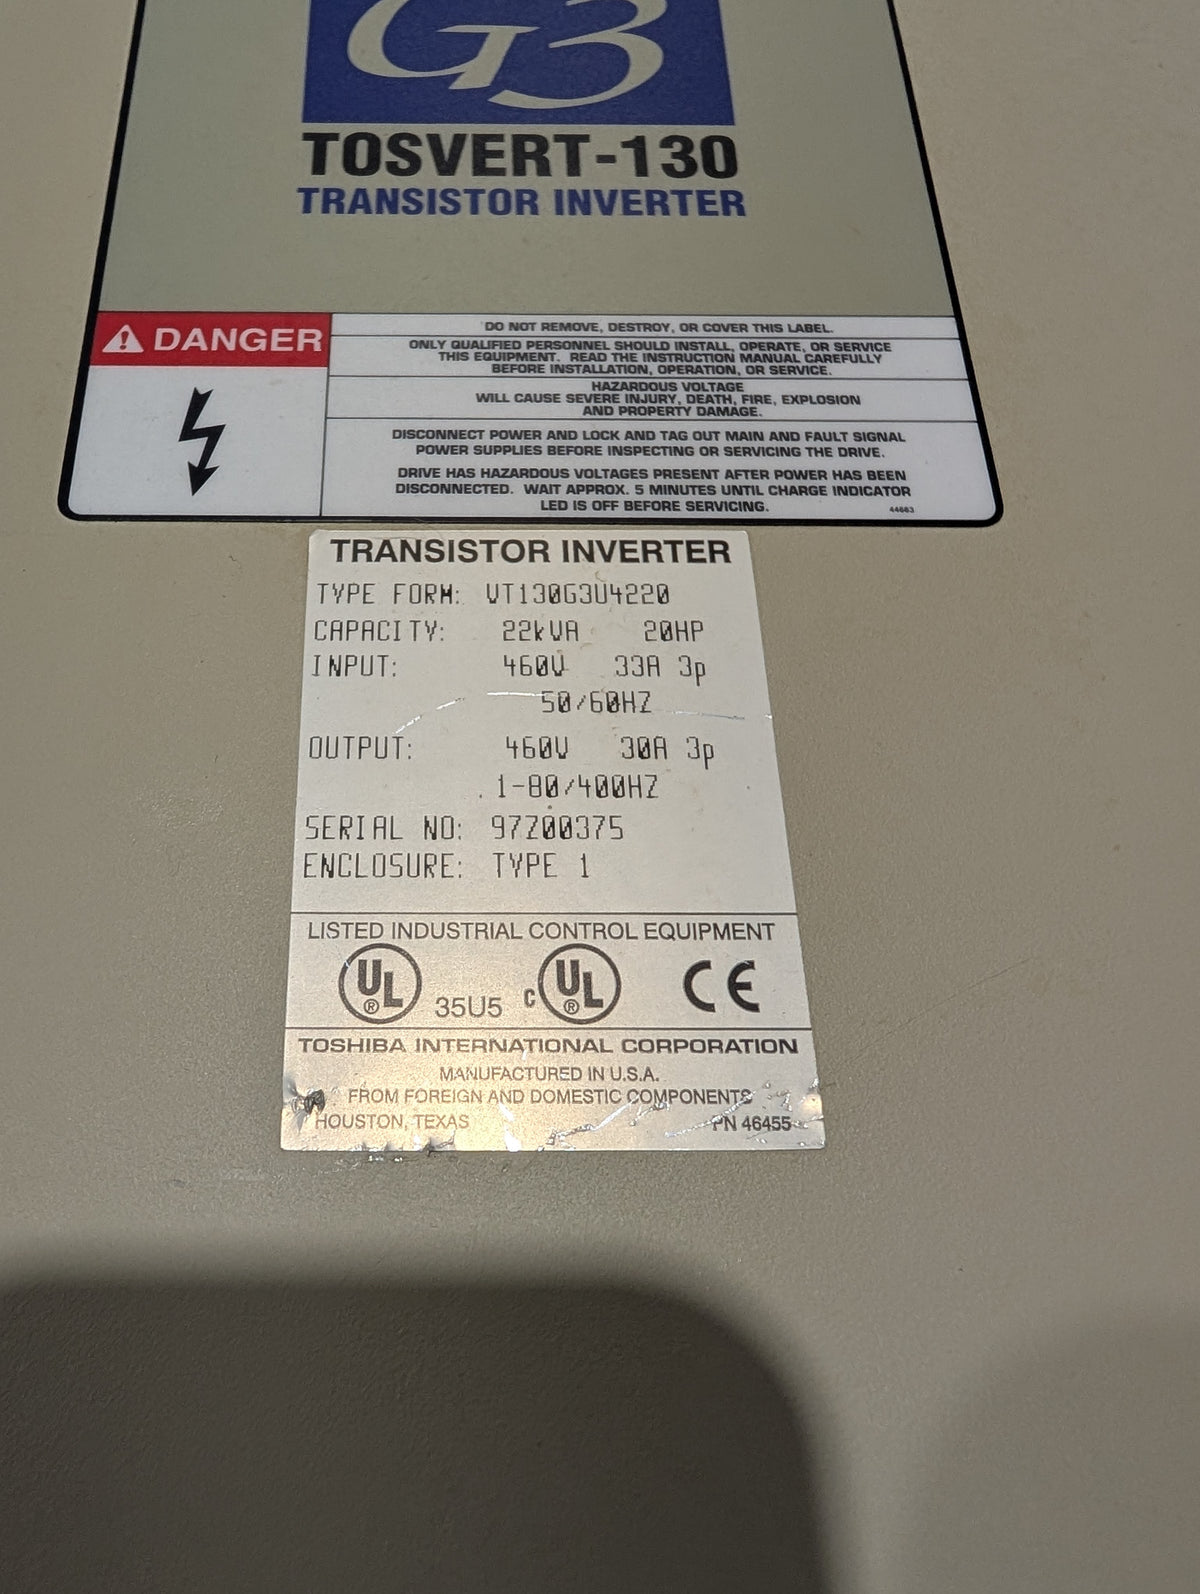 G3
TOSVERT-130
TRANSISTOR INVERTER
DANGER
DO NOT REMOVE, DESTROY, OR COVER THIS LABEL.
ONLY QUALIFIED PERSONNEL SHOULD INSTALL, OPERATE, OR SERVICE
THIS EQUIPMENT. READ THE INSTRUCTION MANUAL CAREFULLY
BEFORE INSTALLATION, OPERATION, OR SERVICE.
HAZARDOUS VOLTAGE
WILL CAUSE SEVERE INJURY, DEATH, FIRE, EXPLOSION
AND PROPERTY DAMAGE.
DISCONNECT POWER AND LOCK AND TAG OUT MAIN AND FAULT SIGNAL
POWER SUPPLIES BEFORE INSPECTING OR SERVICING THE DRIVE.
DRIVE HAS HAZARDOUS VOLTAGES PRESENT AFTER POWER HAS BEEN
DISCONNECTED. WAIT APPROX. 5 MINUTES UNTIL CHARGE INDICATOR
LED IS OFF BEFORE SERVICING.
44683
TRANSISTOR INVERTER
TYPE FORM: VT130G3U4220
CAPACITY: 22kVA 20HP
INPUT: 460V 33A 3p
50/60HZ
OUTPUT: 460V 30A 3p
1-80/400HZ
SERIAL NO: 97Z00375
ENCLOSURE: TYPE 1
LISTED INDUSTRIAL CONTROL EQUIPMENT
UL® 35U5 c UL® CE
TOSHIBA INTERNATIONAL CORPORATION
MANUFACTURED IN U.S.A.
FROM FOREIGN AND DOMESTIC COMPONENTS
HOUSTON, TEXAS PN 46455